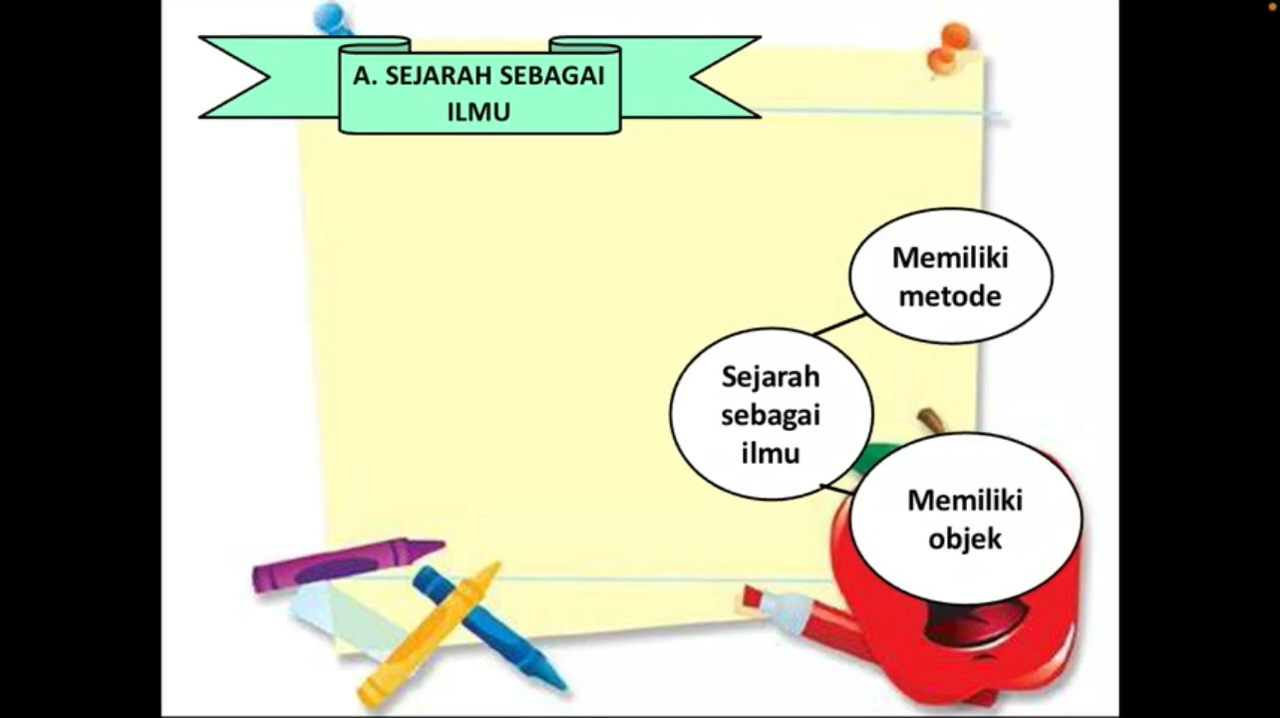 A. SEJARAH SEBAGAI
ILMU
Memiliki
metode
Sejarah
sebagai
ilmu
Memiliki
objek